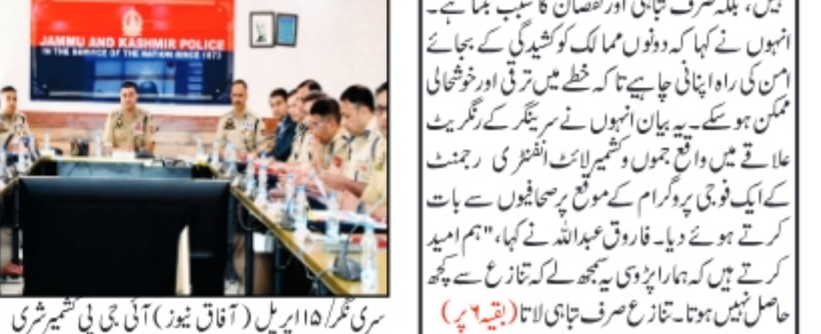 JAMMU AND KASHMIR POLICE
IN THE SERVICE OF THE NATION SINCE 1873
سری نگر/۱۵اپریل (آفاق نیوز) آئی جی پی کشمیر شری
نہیں، بلکہ صرف تباہی اور نقصان کا سبب بنتا ہے۔
انہوں نے کہا کہ دونوں ممالک کو کشیدگی کے بجائے
امن کی راہ اپنانی چاہیے تاکہ خطے میں ترقی اور خوشحالی
ممکن ہو سکے۔ یہ بیان انہوں نے سرینگر کے رنگریٹ
علاقے میں واقع جموں و کشمیر لائٹ انفنٹری رجمنٹ
کے ایک فوجی پروگرام کے موقع پر صحافیوں سے بات
کرتے ہوئے دیا۔ فاروق عبداللہ نے کہا، "ہم امید
کرتے ہیں کہ ہمارا پڑوسی یہ سمجھ لے کہ تنازع سے کچھ
حاصل نہیں ہوتا۔ تنازع صرف تباہی لاتا (بقیہ ۶ پر)